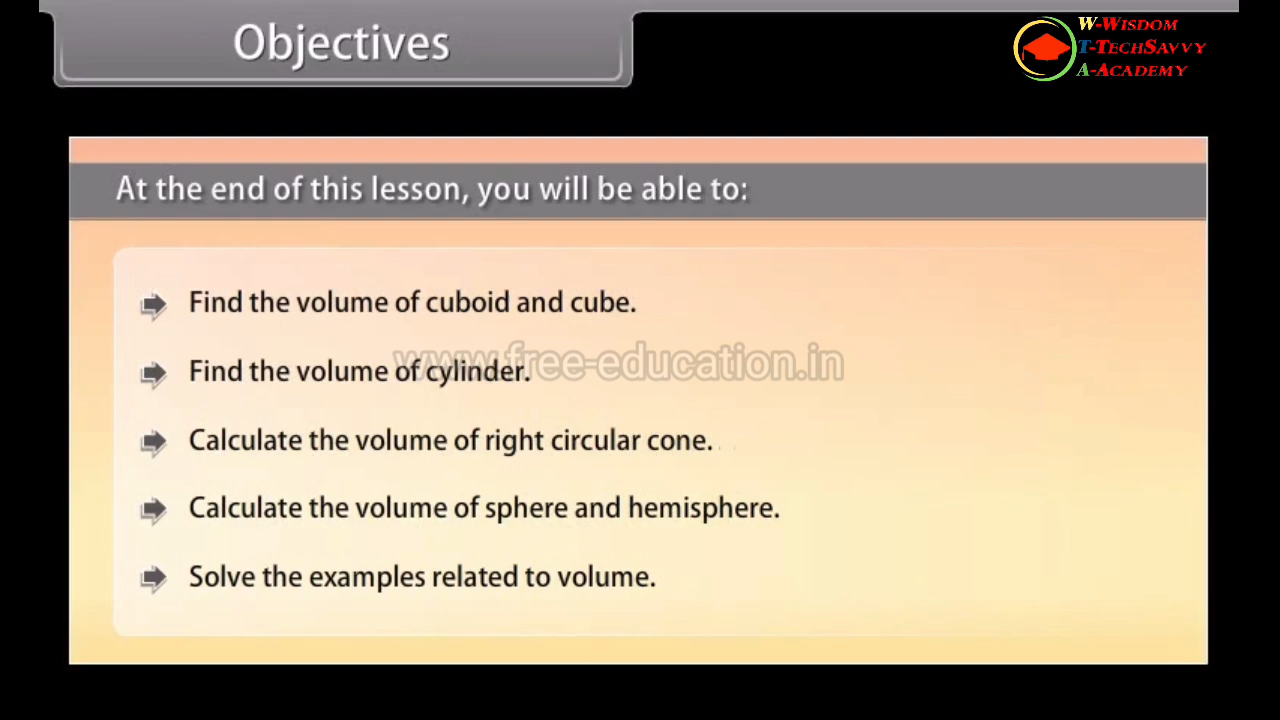 Objectives
W-WISDOM
T-TECHSAVVY
A-ACADEMY
At the end of this lesson, you will be able to:
Find the volume of cuboid and cube.
www.free-education.in
Find the volume of cylinder.
Calculate the volume of right circular cone.
Calculate the volume of sphere and hemisphere.
Solve the examples related to volume.